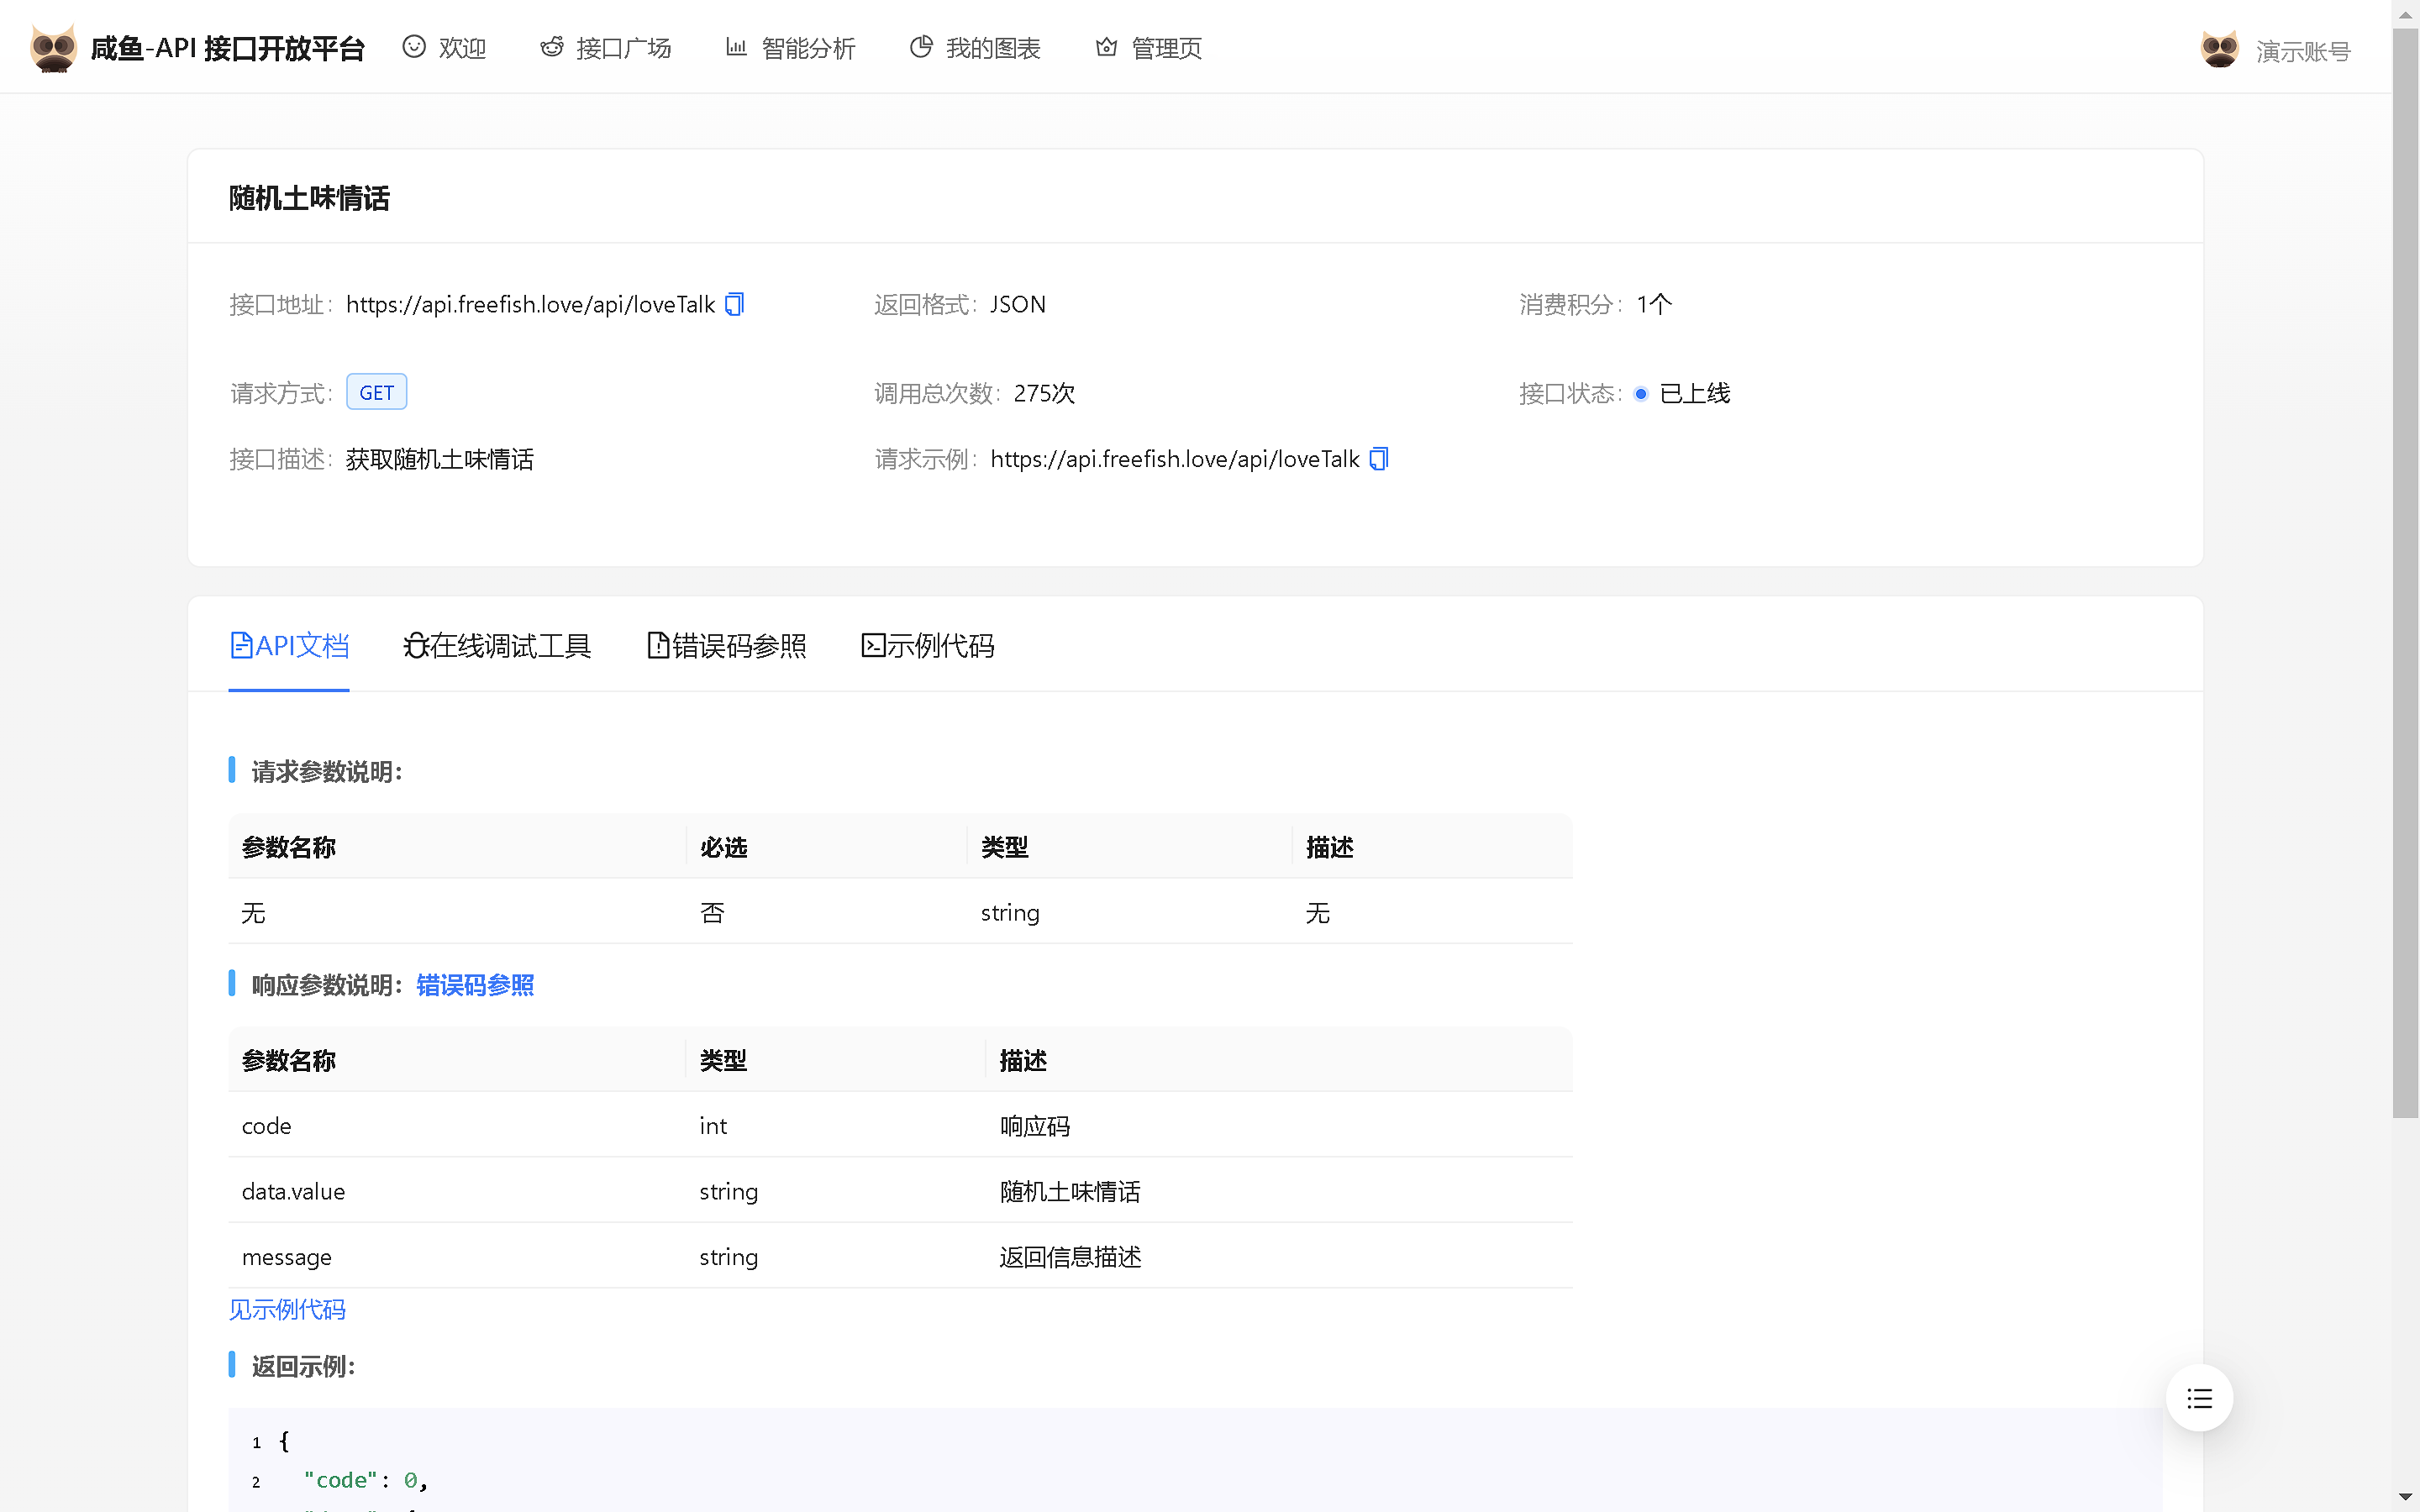 咸鱼-API 接口开放平台 欢迎 接口广场 智能分析 我的图表 管理页 演示账号
随机土味情话
接口地址: https://api.freefish.love/api/loveTalk 返回格式: JSON 消费积分: 1个
请求方式: GET 调用总次数: 275次 接口状态: 已上线
接口描述: 获取随机土味情话 请求示例: https://api.freefish.love/api/loveTalk
API文档 在线调试工具 错误码参照 示例代码
请求参数说明:
参数名称 必选 类型 描述
无 否 string 无
响应参数说明: 错误码参照
参数名称 类型 描述
code int 响应码
data.value string 随机土味情话
message string 返回信息描述
见示例代码
返回示例:
1 {
2 "code": 0,